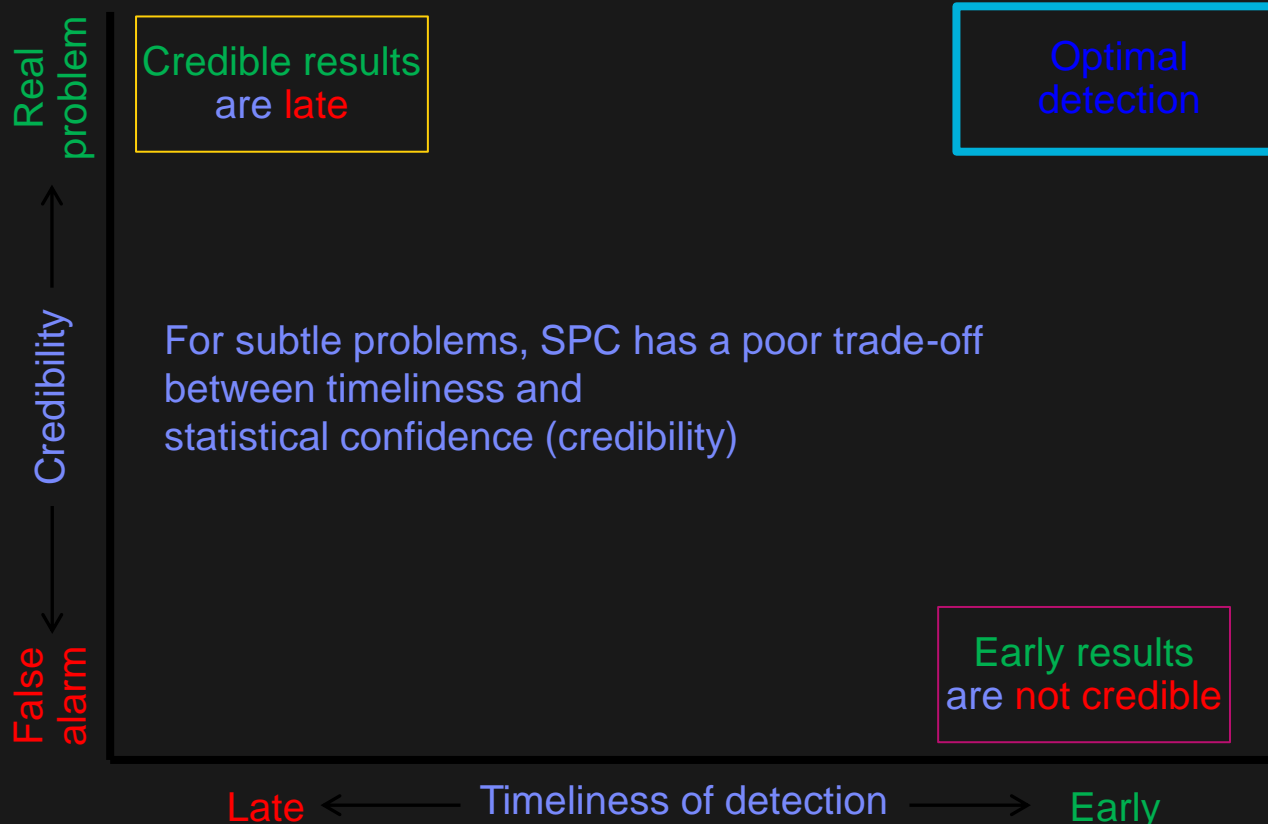 Real
problem
Credible results
are late
Optimal
detection
Credibility
For subtle problems, SPC has a poor trade-off
between timeliness and
statistical confidence (credibility)
False
alarm
Early results
are not credible
Late
Timeliness of detection
Early